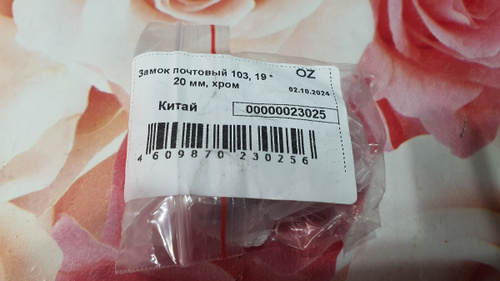 Замок почтовый 103, 19 * OZ
20 мм, хром 02.10.2024
Китай 00000023025
4 609870 230256